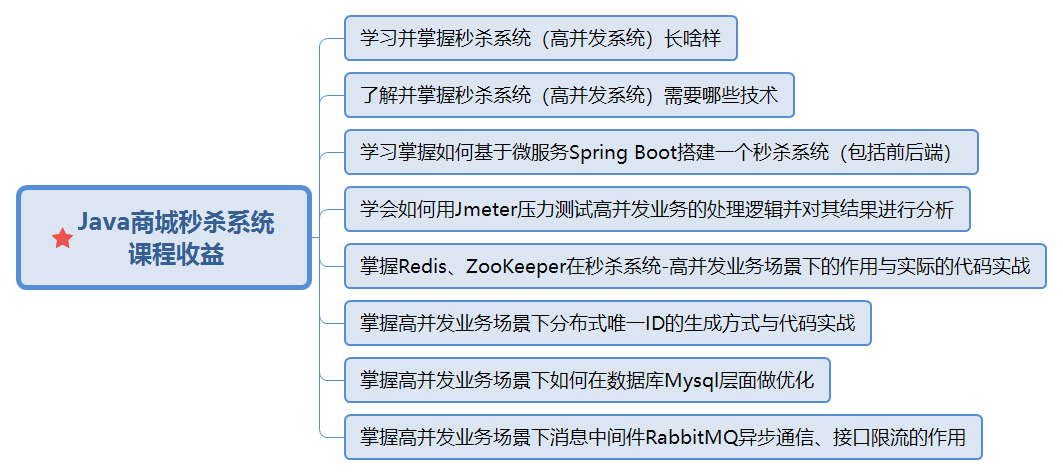 Java商城秒杀系统
课程收益
学习并掌握秒杀系统（高并发系统）长啥样
了解并掌握秒杀系统（高并发系统）需要哪些技术
学习掌握如何基于微服务Spring Boot搭建一个秒杀系统（包括前后端）
学会如何用Jmeter压力测试高并发业务的处理逻辑并对其结果进行分析
掌握Redis、ZooKeeper在秒杀系统-高并发业务场景下的作用与实际的代码实战
掌握高并发业务场景下分布式唯一ID的生成方式与代码实战
掌握高并发业务场景下如何在数据库Mysql层面做优化
掌握高并发业务场景下消息中间件RabbitMQ异步通信、接口限流的作用